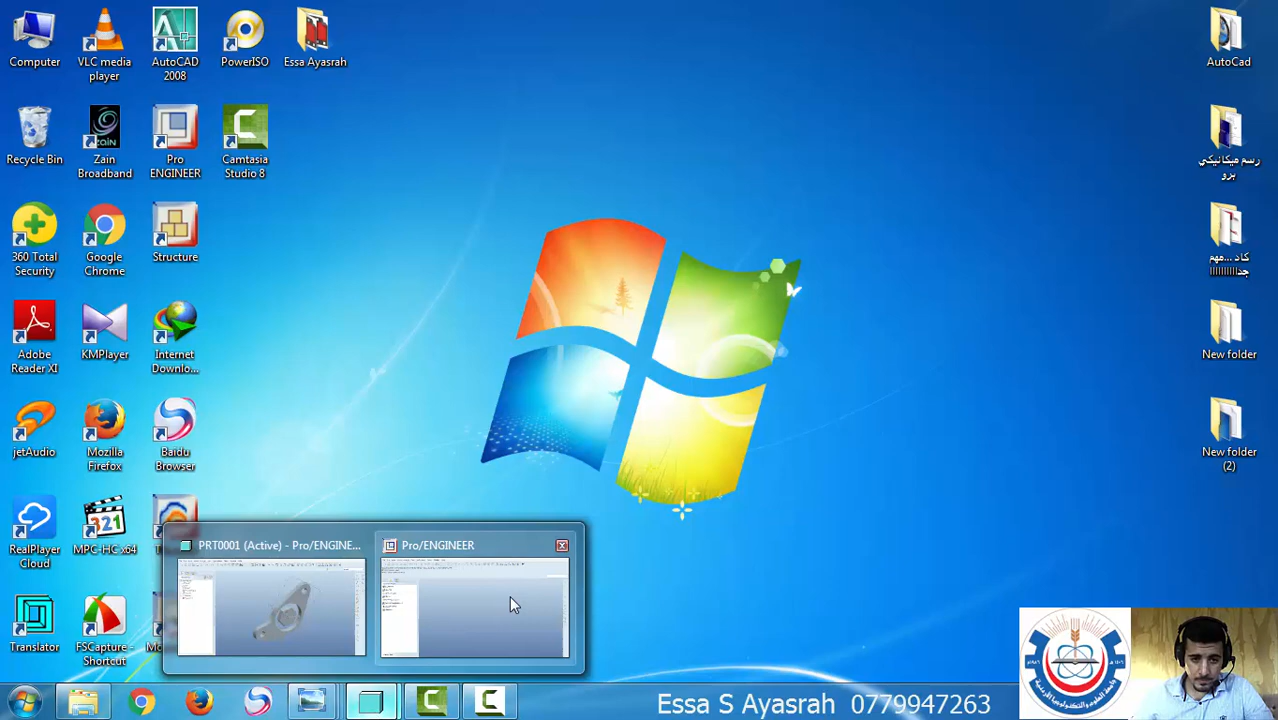 Computer
VLC media
player
AutoCAD
2008
PowerISO
Essa Ayasrah
AutoCad
Recycle Bin
Zain
Broadband
Pro
ENGINEER
Camtasia
Studio 8
رسم ميكانيكي
برو
360 Total
Security
Google
Chrome
Structure
كاد ...مهم
جداااااااااا
Adobe
Reader XI
KMPlayer
Internet
Downlo...
New folder
jetAudio
Mozilla
Firefox
Baidu
Browser
New folder
(2)
RealPlayer
Cloud
MPC-HC x64
PRT0001 (Active) - Pro/ENGINE...
Pro/ENGINEER
Translator
FSCapture -
Shortcut
Essa S Ayasrah 0779947263